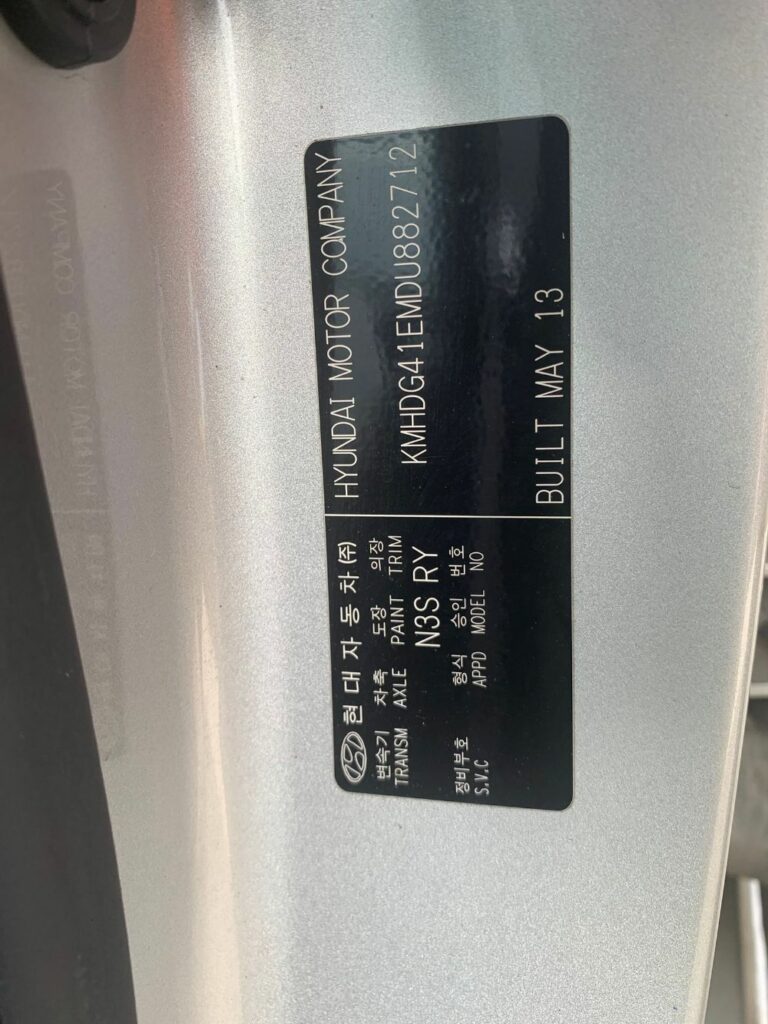 현대자동차(주)
변속기 차축 도장 의장
TRANSM AXLE PAINT TRIM
N3S RY
정비부호 형식 승인 번호
S.V.C APPD MODEL NO
HYUNDAI MOTOR COMPANY
KMHDG41EMDU882712
BUILT MAY 13